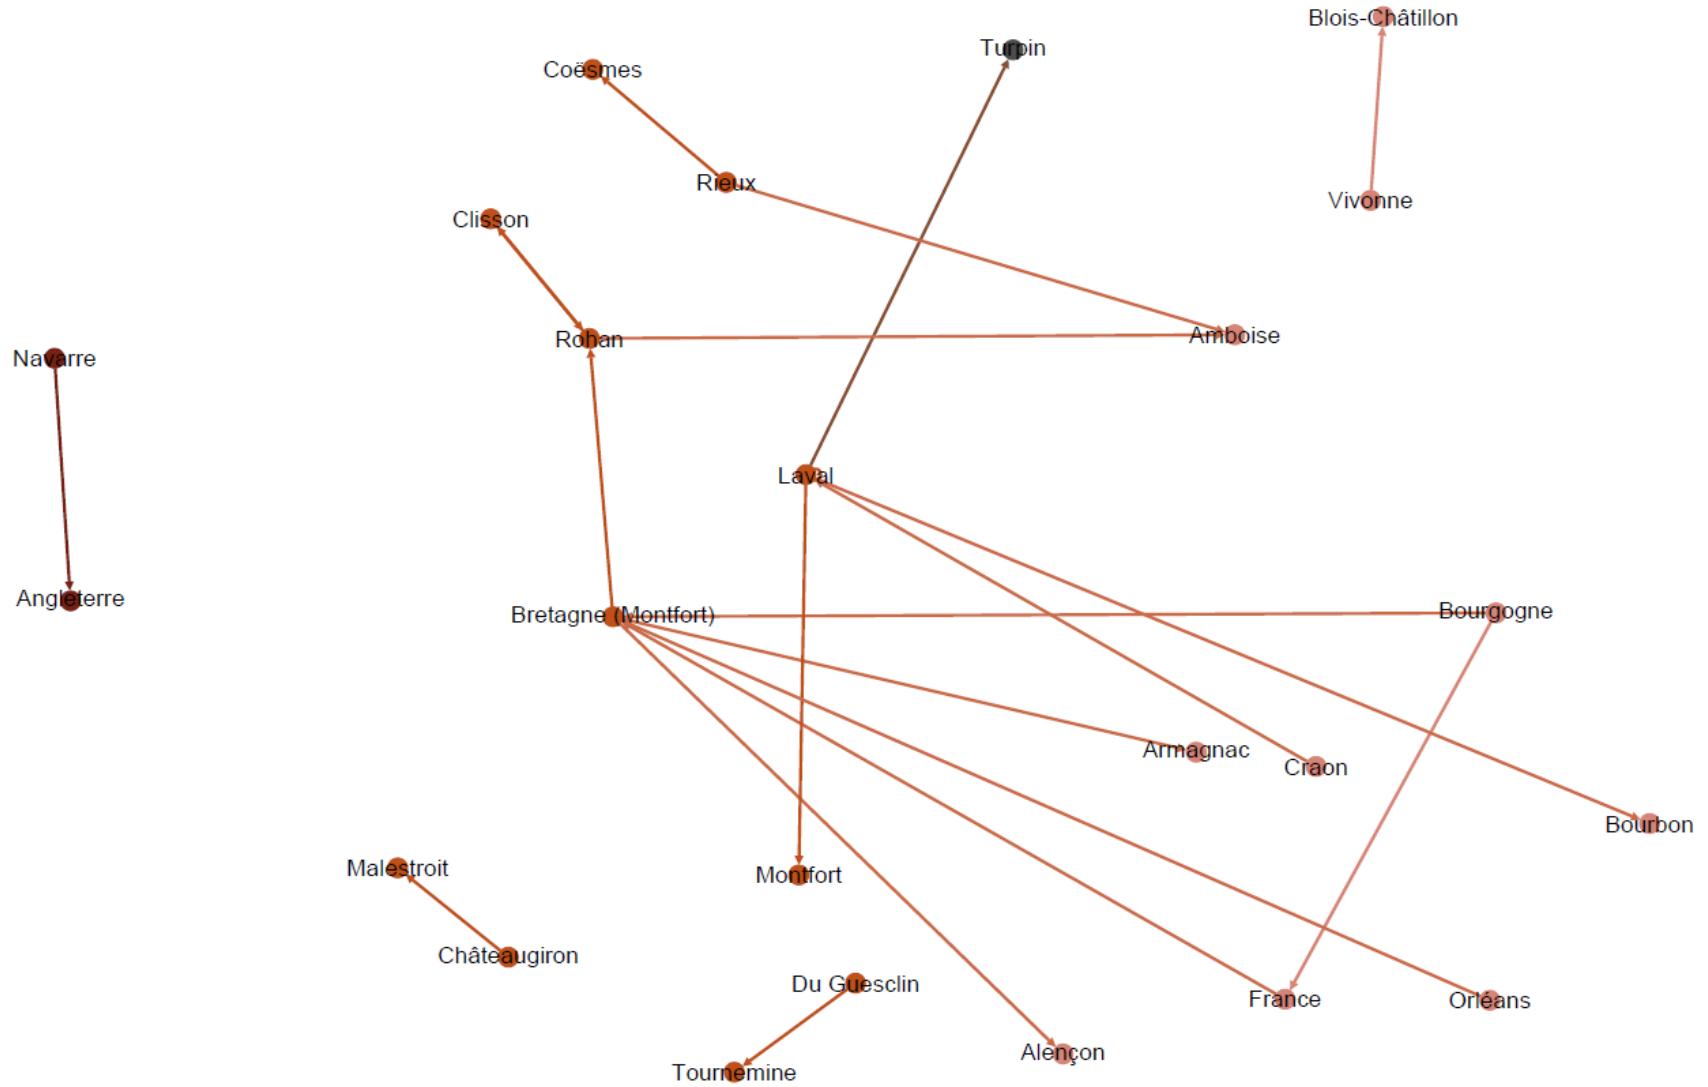 Blois-Châtillon
Turpin
Coësmes
Rieux
Vivonne
Clisson
Rohan
Amboise
Navarre
Laval
Angleterre
Bretagne (Montfort)
Bourgogne
Armagnac
Craon
Bourbon
Malestroit
Montfort
Châteaugiron
Du Guesclin
France
Orléans
Alençon
Tournemine